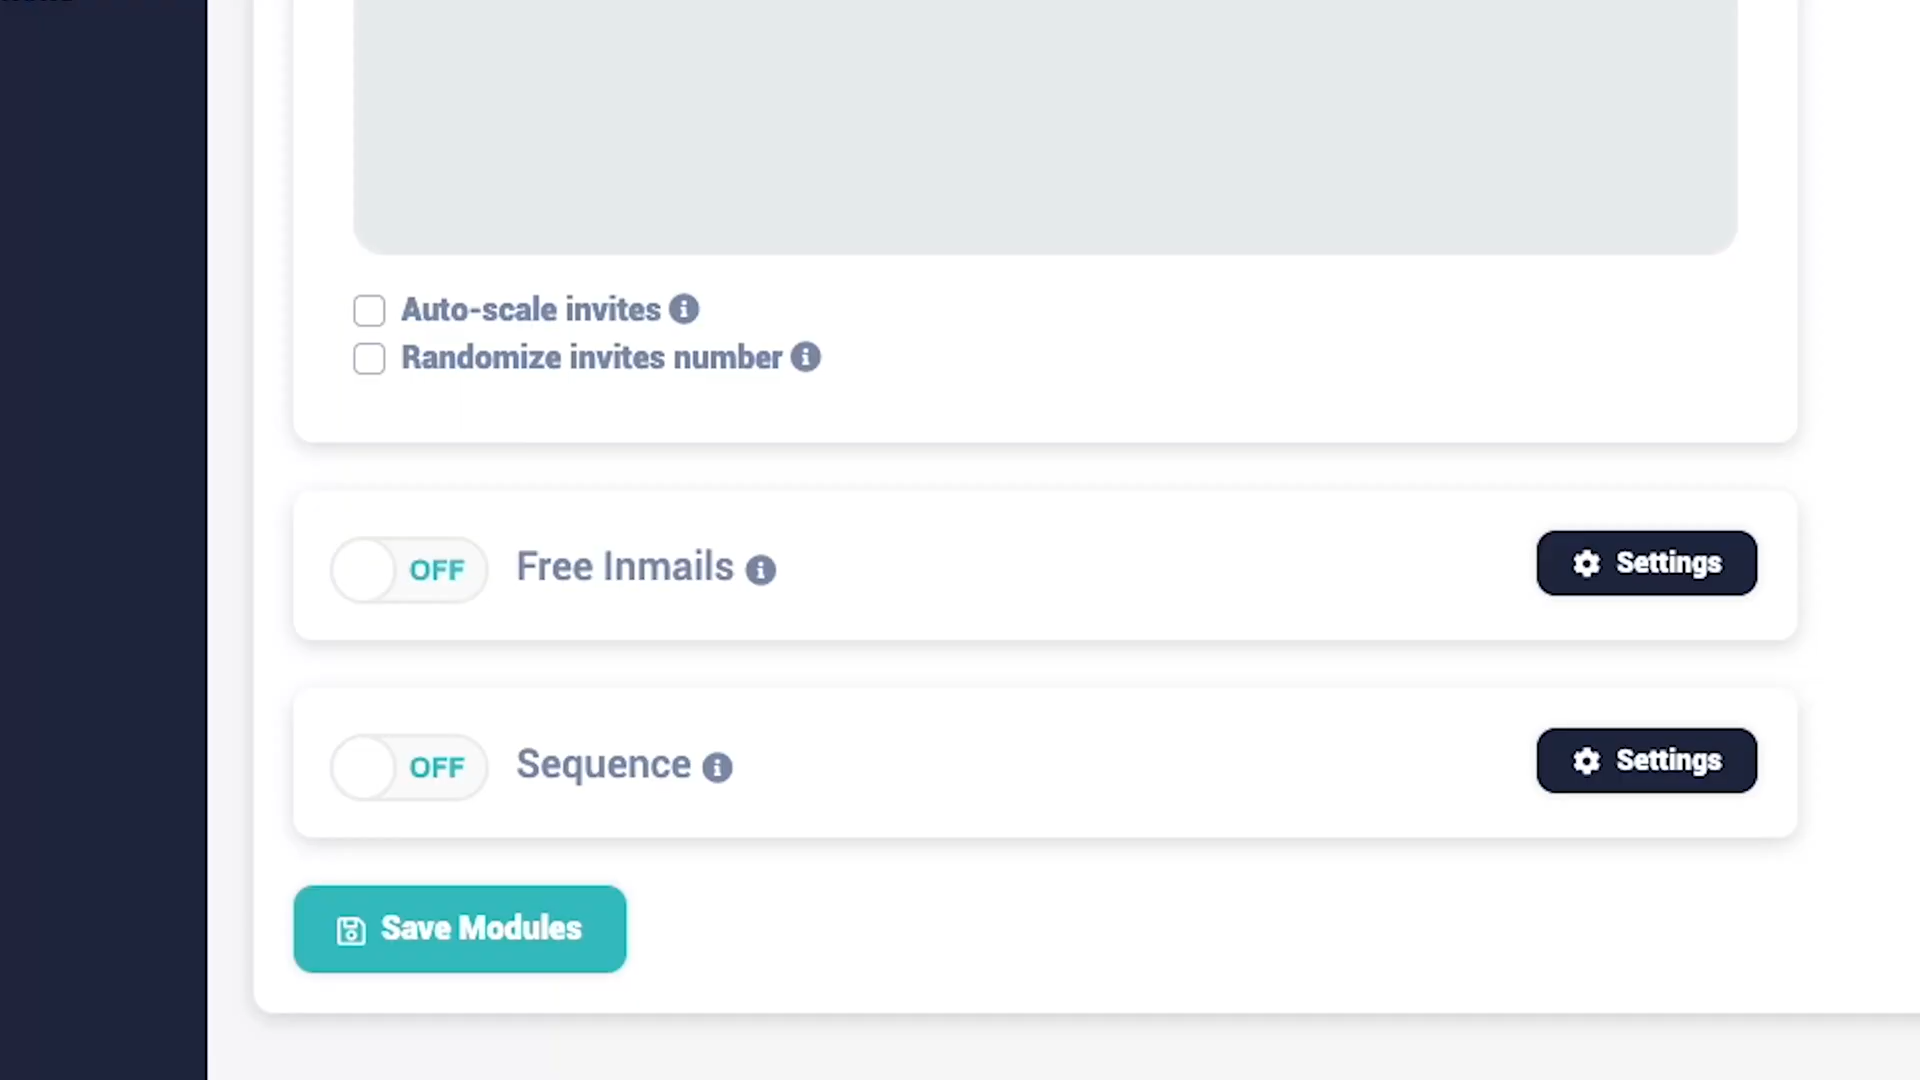 Auto-scale invites
Randomize invites number
OFF Free Inmails Settings
OFF Sequence Settings
Save Modules